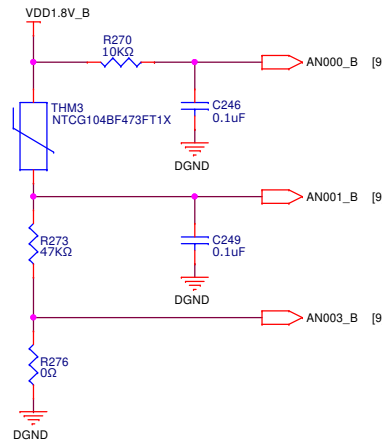 VDD1.8V_B
R270
10KΩ
AN000_B [9
C246
0.1uF
THM3
NTCG104BF473FT1X
DGND
AN001_B [9
R273
47KΩ
C249
0.1uF
DGND
AN003_B [9
R276
0Ω
DGND